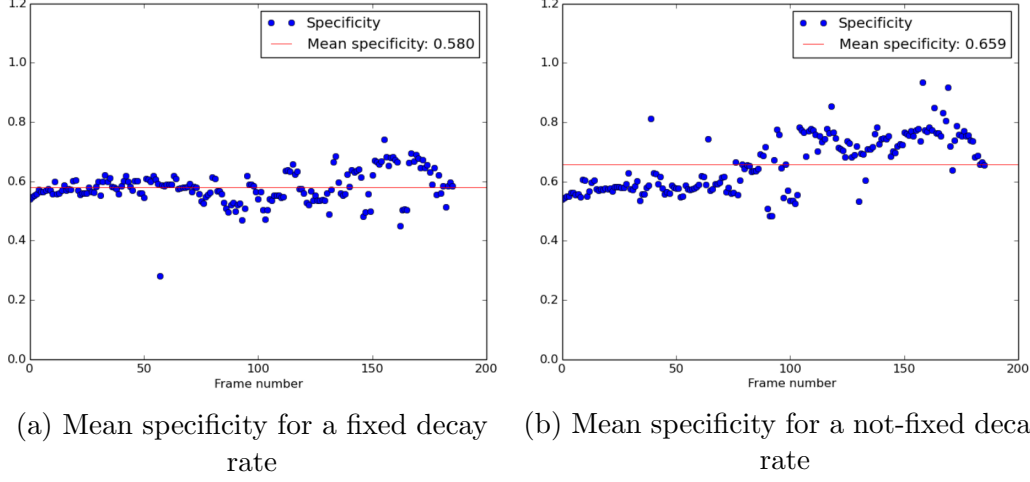 1.2
1.0
0.8
0.6
0.4
0.2
0.0
0
50
100
150
200
Frame number
Specificity
Mean specificity: 0.580
(a) Mean specificity for a fixed decay
rate
1.2
1.0
0.8
0.6
0.4
0.2
0.0
0
50
100
150
200
Frame number
Specificity
Mean specificity: 0.659
(b) Mean specificity for a not-fixed deca
rate